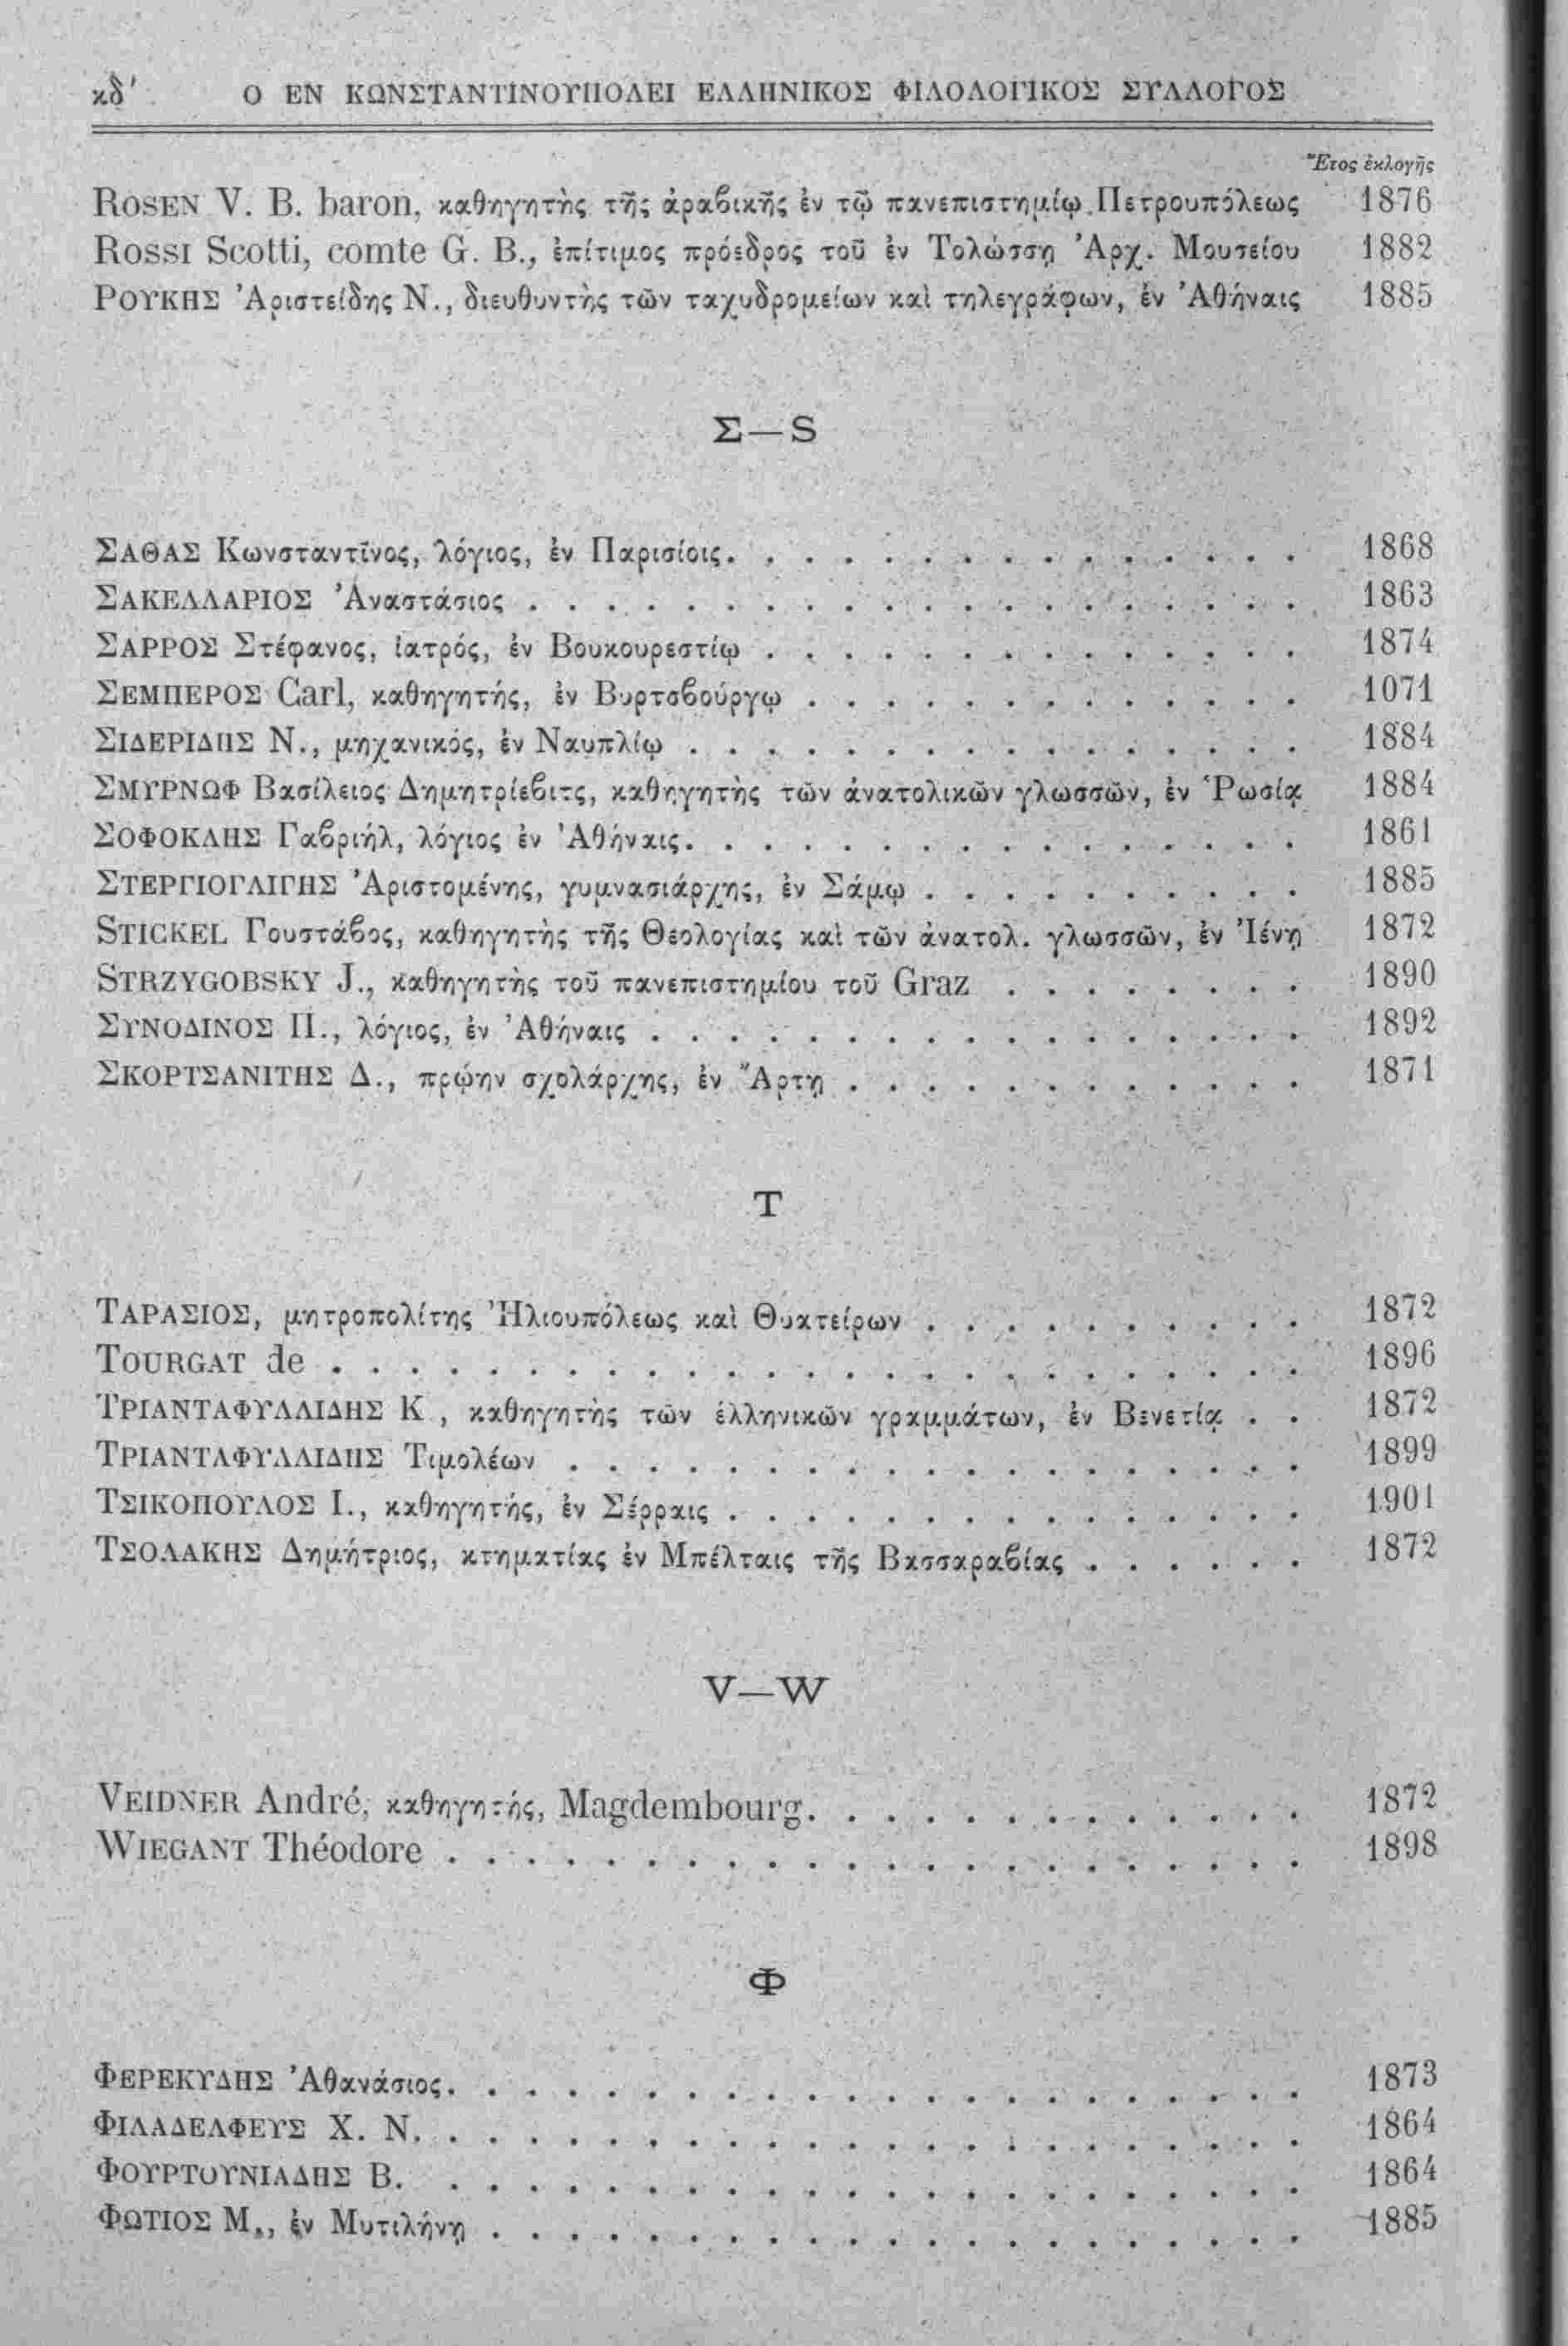 κδʹ Ο ΕΝ ΚΩΝΣΤΑΝΤΙΝΟΥΠΟΛΕΙ ΕΛΛΗΝΙΚΟΣ ΦΙΛΟΛΟΓΙΚΟΣ ΣΥΛΛΟΓΟΣ
Ἔτος ἐκλογῆς
ROSEN V. B. baron, καθηγητὴς τῆς ἀραβικῆς ἐν τῷ πανεπιστημίῳ Πετρουπόλεως 1876
ROSSI Scotti, comte G. B., ἐπίτιμος πρόεδρος τοῦ ἐν Τολώσσῃ Ἀρχ. Μουσείου 1882
ΡΟΥΚΗΣ Ἀριστείδης Ν., διευθυντὴς τῶν ταχυδρομείων καὶ τηλεγράφων, ἐν Ἀθήναις 1885
Σ—S
ΣΑΘΑΣ Κωνσταντῖνος, λόγιος, ἐν Παρισίοις. . . . . . . . . . . . . . . 1868
ΣΑΚΕΛΛΑΡΙΟΣ Ἀναστάσιος . . . . . . . . . . . . . . . . . . . . 1863
ΣΑΡΡΟΣ Στέφανος, ἰατρός, ἐν Βουκουρεστίῳ . . . . . . . . . . . . . . 1874
ΣΕΜΠΕΡΟΣ Carl, καθηγητής, ἐν Βυρτσβούργῳ . . . . . . . . . . . . . 1071
ΣΙΔΕΡΙΔΗΣ Ν., μηχανικός, ἐν Ναυπλίῳ . . . . . . . . . . . . . . . . 1884
ΣΜΥΡΝΩΦ Βασίλειος Δημητρίεβιτς, καθηγητὴς τῶν ἀνατολικῶν γλωσσῶν, ἐν Ῥωσίᾳ 1884
ΣΟΦΟΚΛΗΣ Γαβριήλ, λόγιος ἐν Ἀθήναις. . . . . . . . . . . . . . . . 1861
ΣΤΕΡΓΙΟΓΛΙΓΗΣ Ἀριστομένης, γυμνασιάρχης, ἐν Σάμῳ . . . . . . . . . . 1885
STICKEL Γουστάβος, καθηγητὴς τῆς Θεολογίας καὶ τῶν ἀνατολ. γλωσσῶν, ἐν Ἰένῃ 1872
STRZYGOBSKY J., καθηγητὴς τοῦ πανεπιστημίου τοῦ Graz . . . . . . . . 1890
ΣΥΝΟΔΙΝΟΣ Π., λόγιος, ἐν Ἀθήναις . . . . . . . . . . . . . . . . . 1892
ΣΚΟΡΤΣΑΝΙΤΗΣ Δ., πρῴην σχολάρχης, ἐν Ἄρτῃ . . . . . . . . . . . . 1871
Τ
ΤΑΡΑΣΙΟΣ, μητροπολίτης Ἡλιουπόλεως καὶ Θυατείρων . . . . . . . . . . 1872
TOURGAT de . . . . . . . . . . . . . . . . . . . . . . . . . 1896
ΤΡΙΑΝΤΑΦΥΛΛΙΔΗΣ Κ , καθηγητὴς τῶν ἑλληνικῶν γραμμάτων, ἐν Βενετίᾳ . . 1872
ΤΡΙΑΝΤΑΦΥΛΛΙΔΗΣ Τιμολέων . . . . . . . . . . . . . . . . . . . 1899
ΤΣΙΚΟΠΟΥΛΟΣ Ι., καθηγητής, ἐν Σέρραις . . . . . . . . . . . . . . . 1901
ΤΣΟΛΑΚΗΣ Δημήτριος, κτηματίας ἐν Μπέλταις τῆς Βασσαραβίας . . . . . . 1872
V—W
VEIDNER André, καθηγητής, Magdembourg. . . . . . . . . . . . . 1872
WIEGANT Théodore . . . . . . . . . . . . . . . . . . . . . . 1898
Φ
ΦΕΡΕΚΥΔΗΣ Ἀθανάσιος. . . . . . . . . . . . . . . . . . . . . . 1873
ΦΙΛΑΔΕΛΦΕΥΣ Χ. Ν. . . . . . . . . . . . . . . . . . . . . . . 1864
ΦΟΥΡΤΟΥΝΙΑΔΗΣ Β. . . . . . . . . . . . . . . . . . . . . . . 1864
ΦΩΤΙΟΣ Μ., ἐν Μυτιλήνῃ . . . . . . . . . . . . . . . . . . . . . 1885